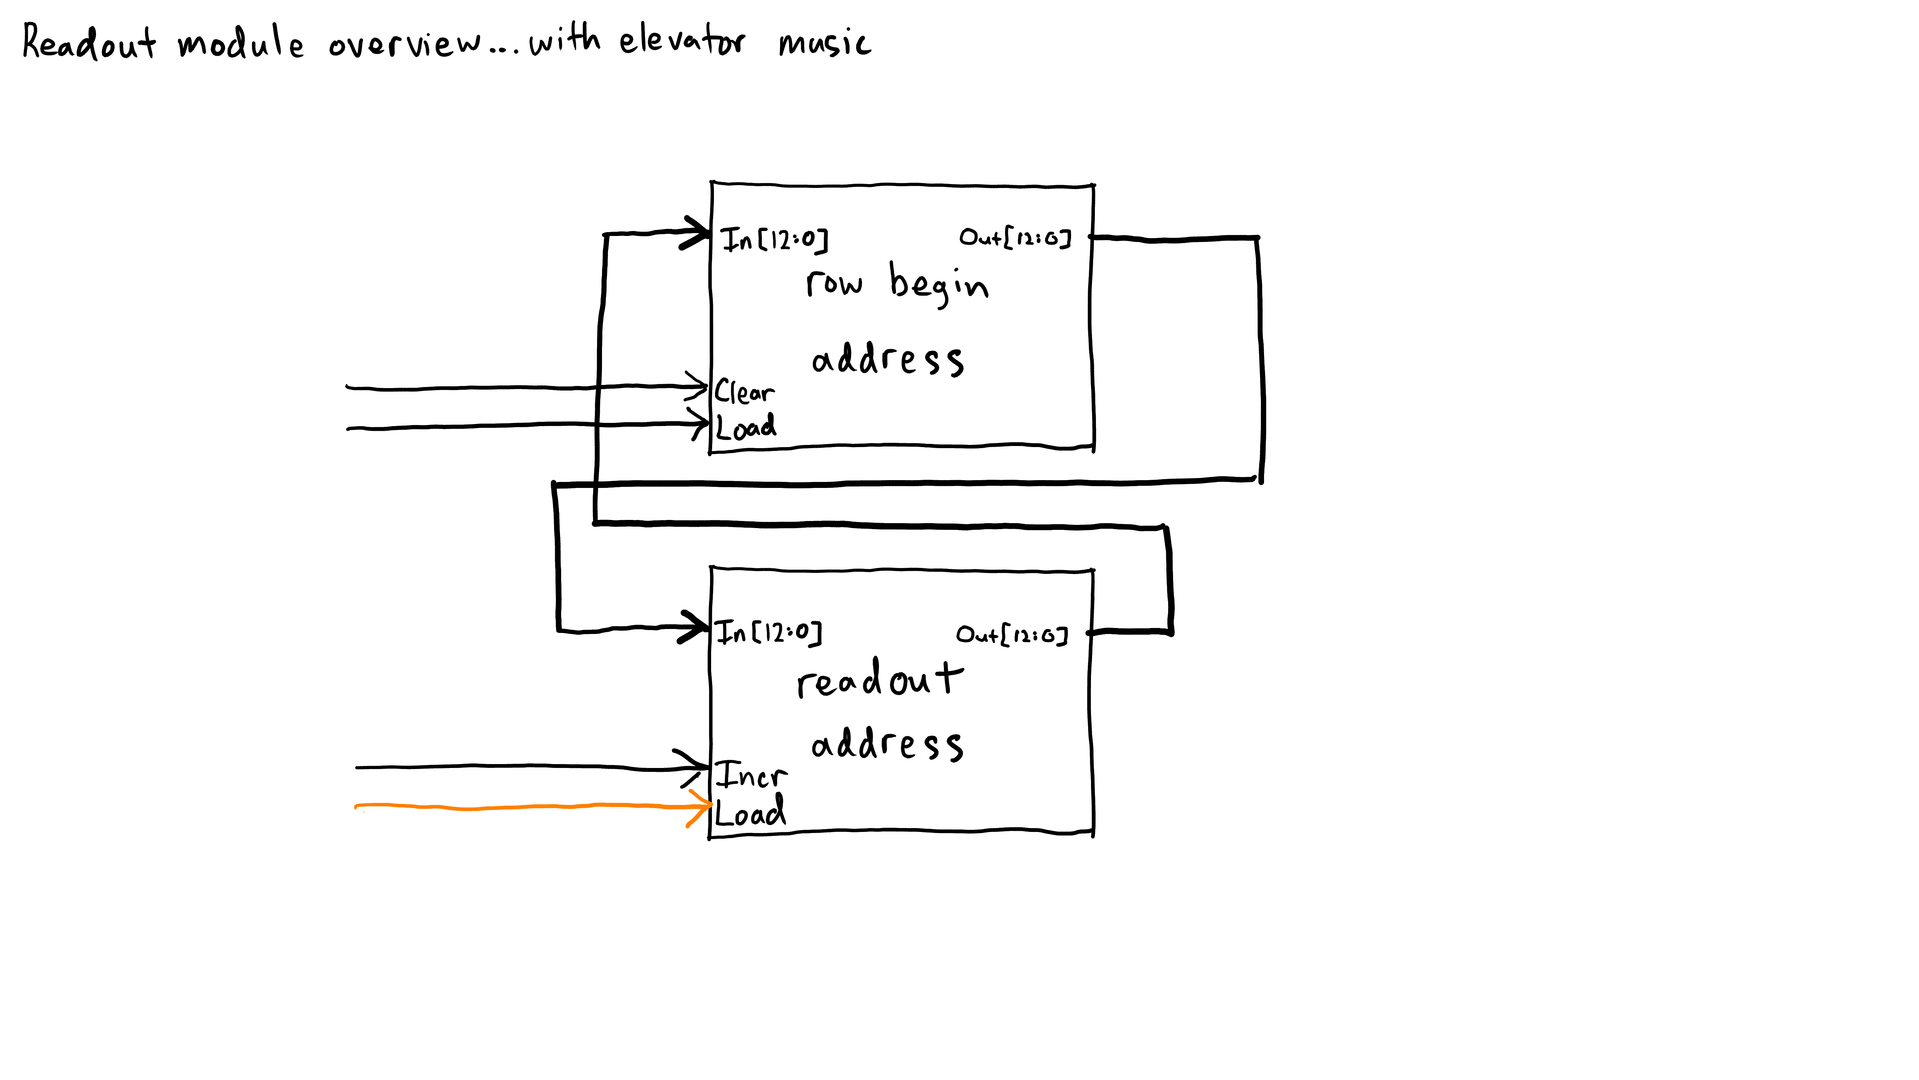 Readout module overview...with elevator music
In[12:0] Out[12:0]
row begin
address
Clear
Load
In[12:0] Out[12:0]
readout
address
Incr
Load